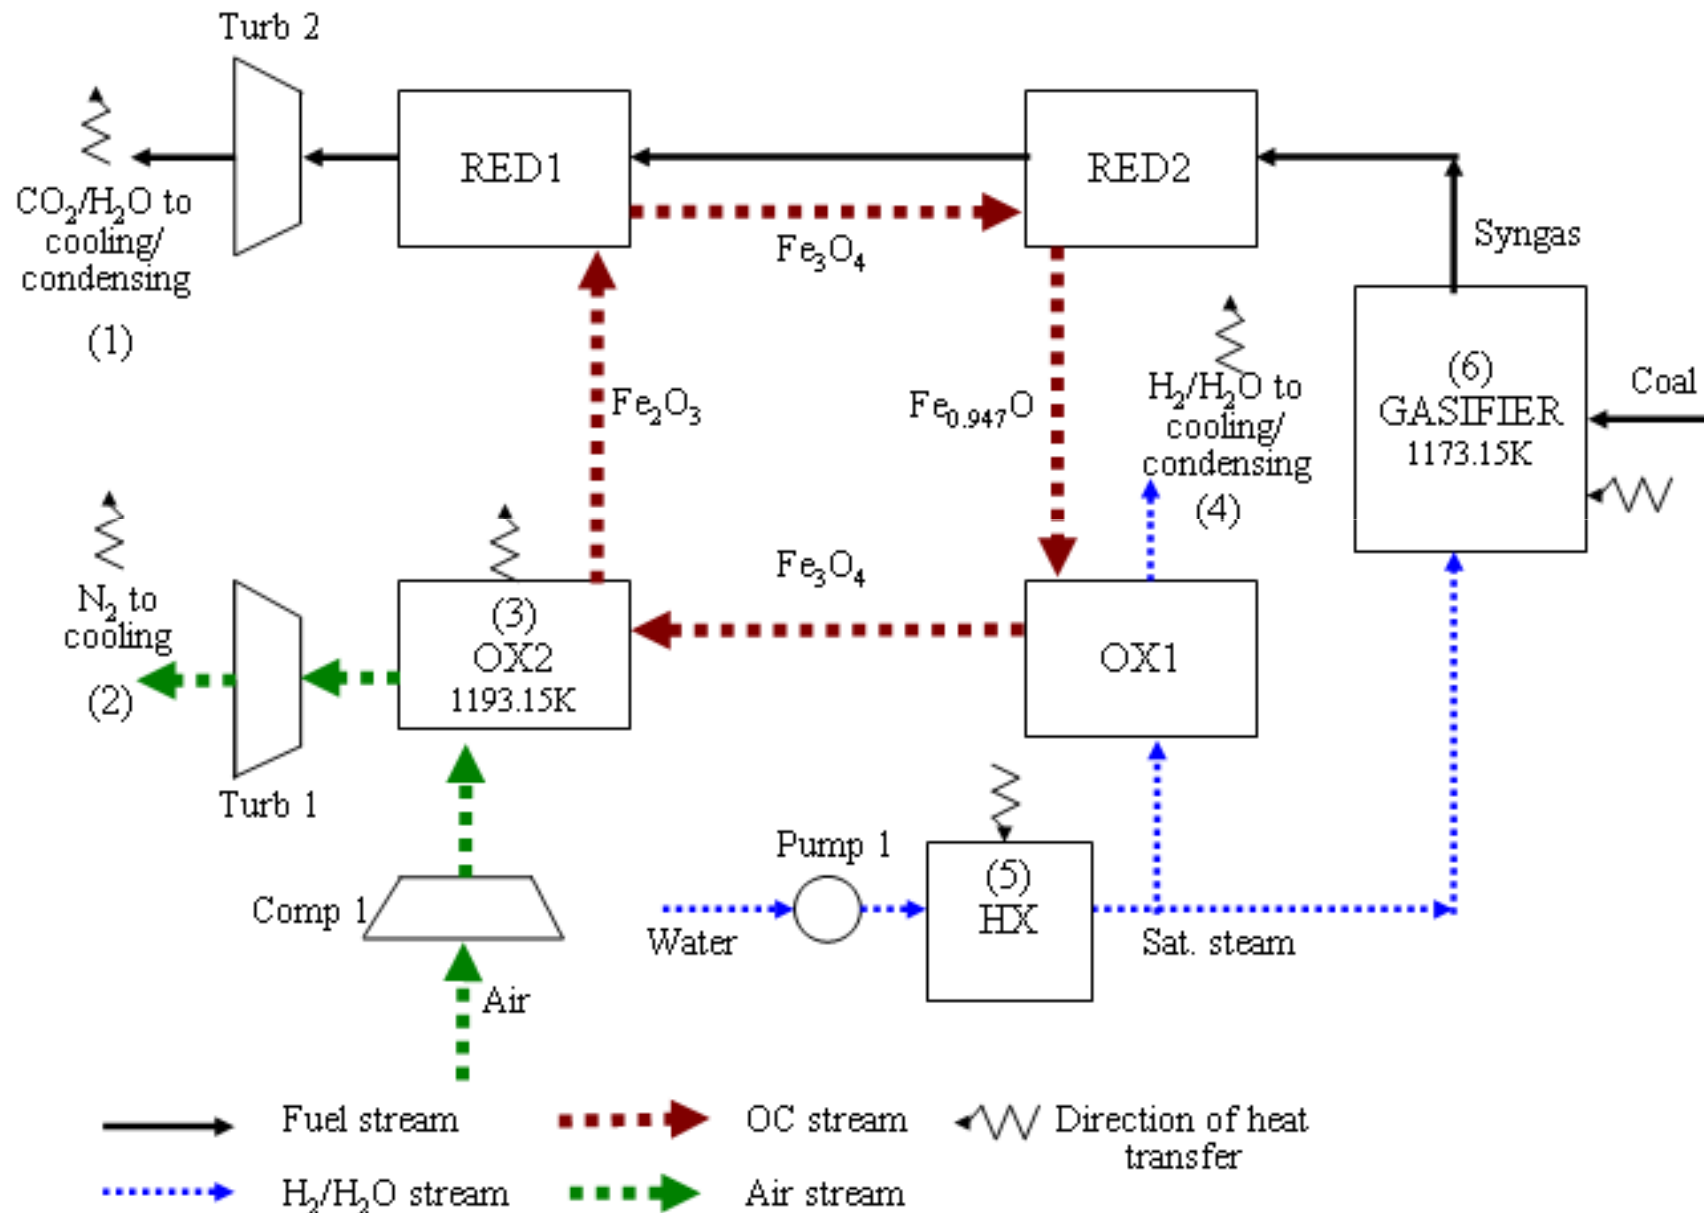 Turb 2
RED1
RED2
CO₂/H₂O to
cooling/
condensing
(1)
Fe₃O₄
Syngas
Fe₂O₃
Fe₀.₉₄₇O
H₂/H₂O to
cooling/
condensing
(4)
(6)
GASIFIER
1173.15K
Coal
N₂ to
cooling
(2)
(3)
OX2
1193.15K
Fe₃O₄
OX1
Turb 1
Comp 1
Air
Pump 1
Water
(5)
HX
Sat. steam
Fuel stream
OC stream
Direction of heat
transfer
H₂/H₂O stream
Air stream